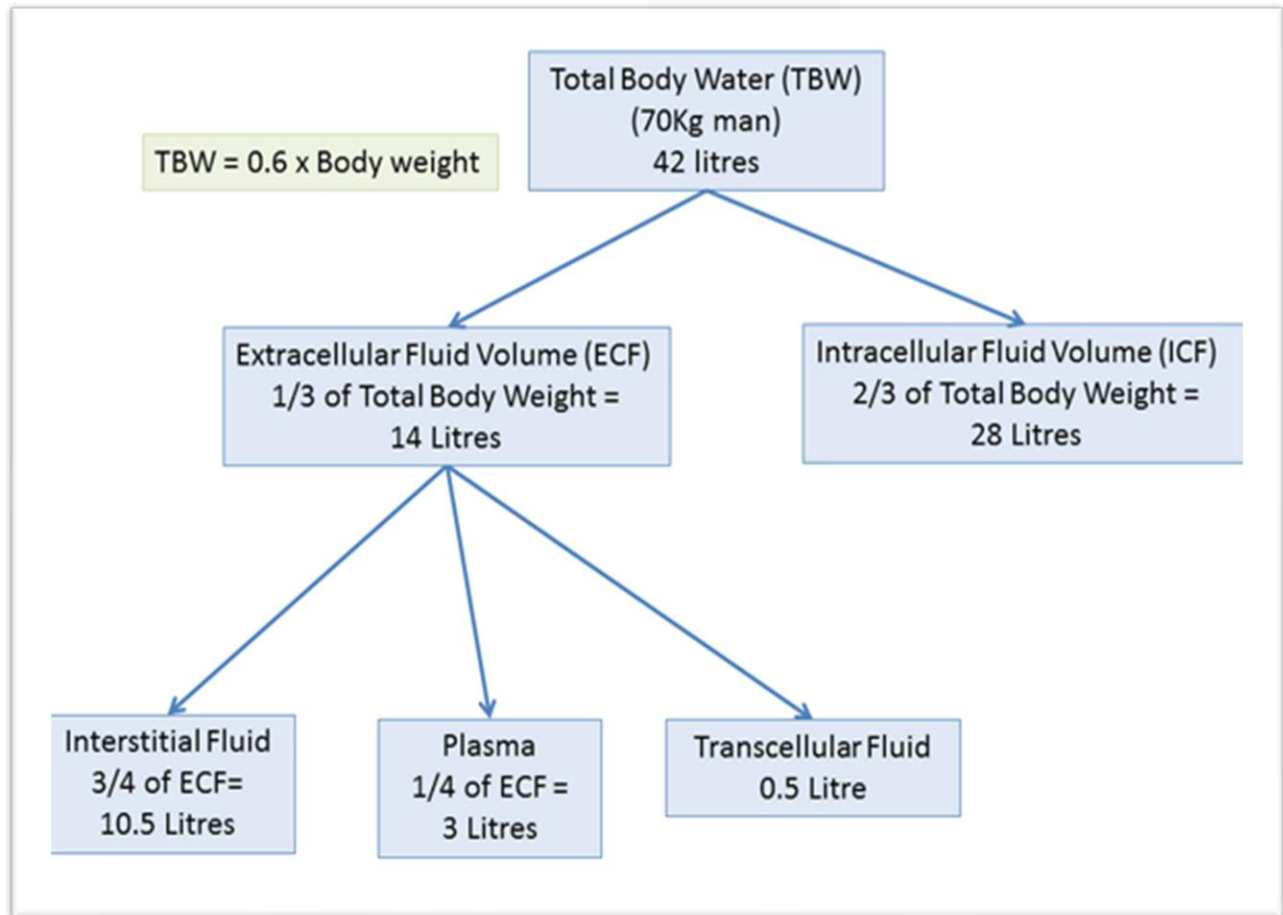 Total Body Water (TBW)
(70Kg man)
42 litres
TBW = 0.6 x Body weight
Extracellular Fluid Volume (ECF)
1/3 of Total Body Weight =
14 Litres
Intracellular Fluid Volume (ICF)
2/3 of Total Body Weight =
28 Litres
Interstitial Fluid
3/4 of ECF=
10.5 Litres
Plasma
1/4 of ECF =
3 Litres
Transcellular Fluid
0.5 Litre